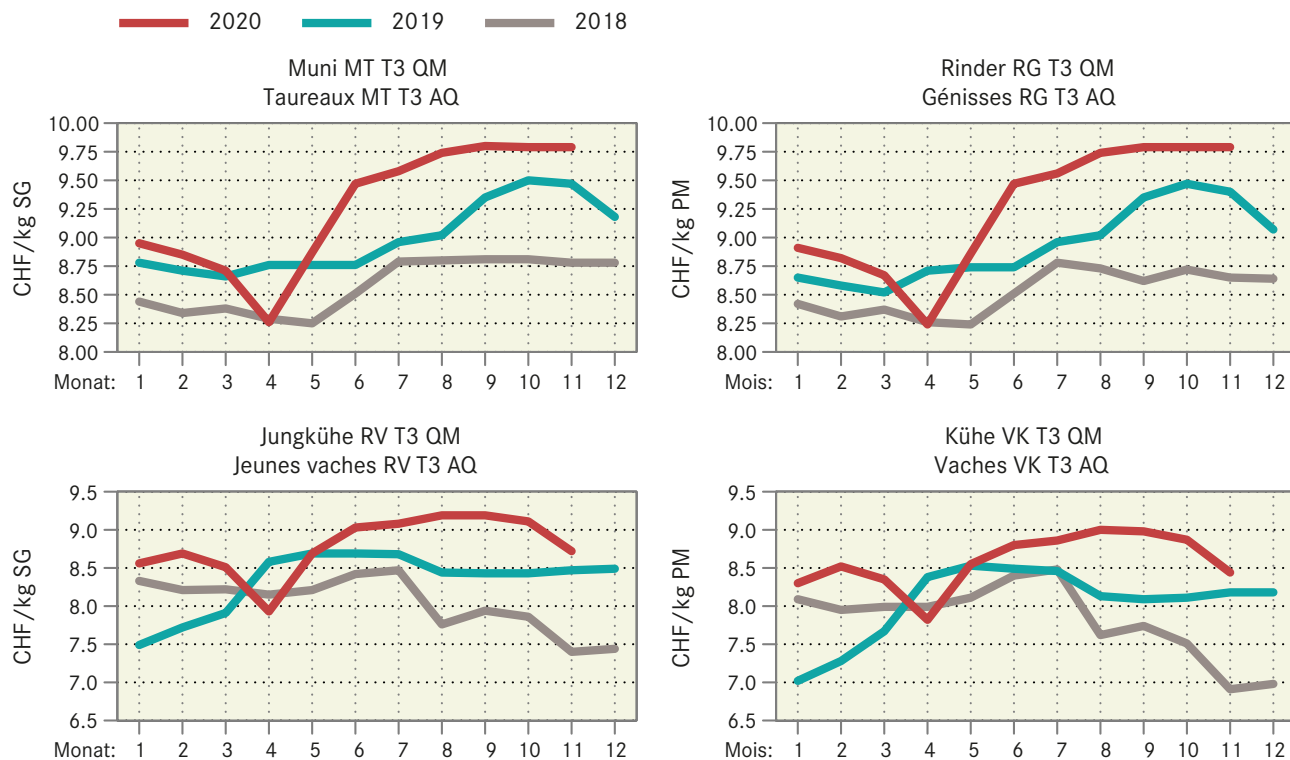 2020 2019 2018
Muni MT T3 QM
Taureaux MT T3 AQ
CHF/kg SG
10.00
9.75
9.50
9.25
9.00
8.75
8.50
8.25
8.00
Monat: 1 2 3 4 5 6 7 8 9 10 11 12
Rinder RG T3 QM
Génisses RG T3 AQ
CHF/kg PM
10.00
9.75
9.50
9.25
9.00
8.75
8.50
8.25
8.00
Mois: 1 2 3 4 5 6 7 8 9 10 11 12
Jungkühe RV T3 QM
Jeunes vaches RV T3 AQ
CHF/kg SG
9.5
9.0
8.5
8.0
7.5
7.0
6.5
Monat: 1 2 3 4 5 6 7 8 9 10 11 12
Kühe VK T3 QM
Vaches VK T3 AQ
CHF/kg PM
9.5
9.0
8.5
8.0
7.5
7.0
6.5
Mois: 1 2 3 4 5 6 7 8 9 10 11 12